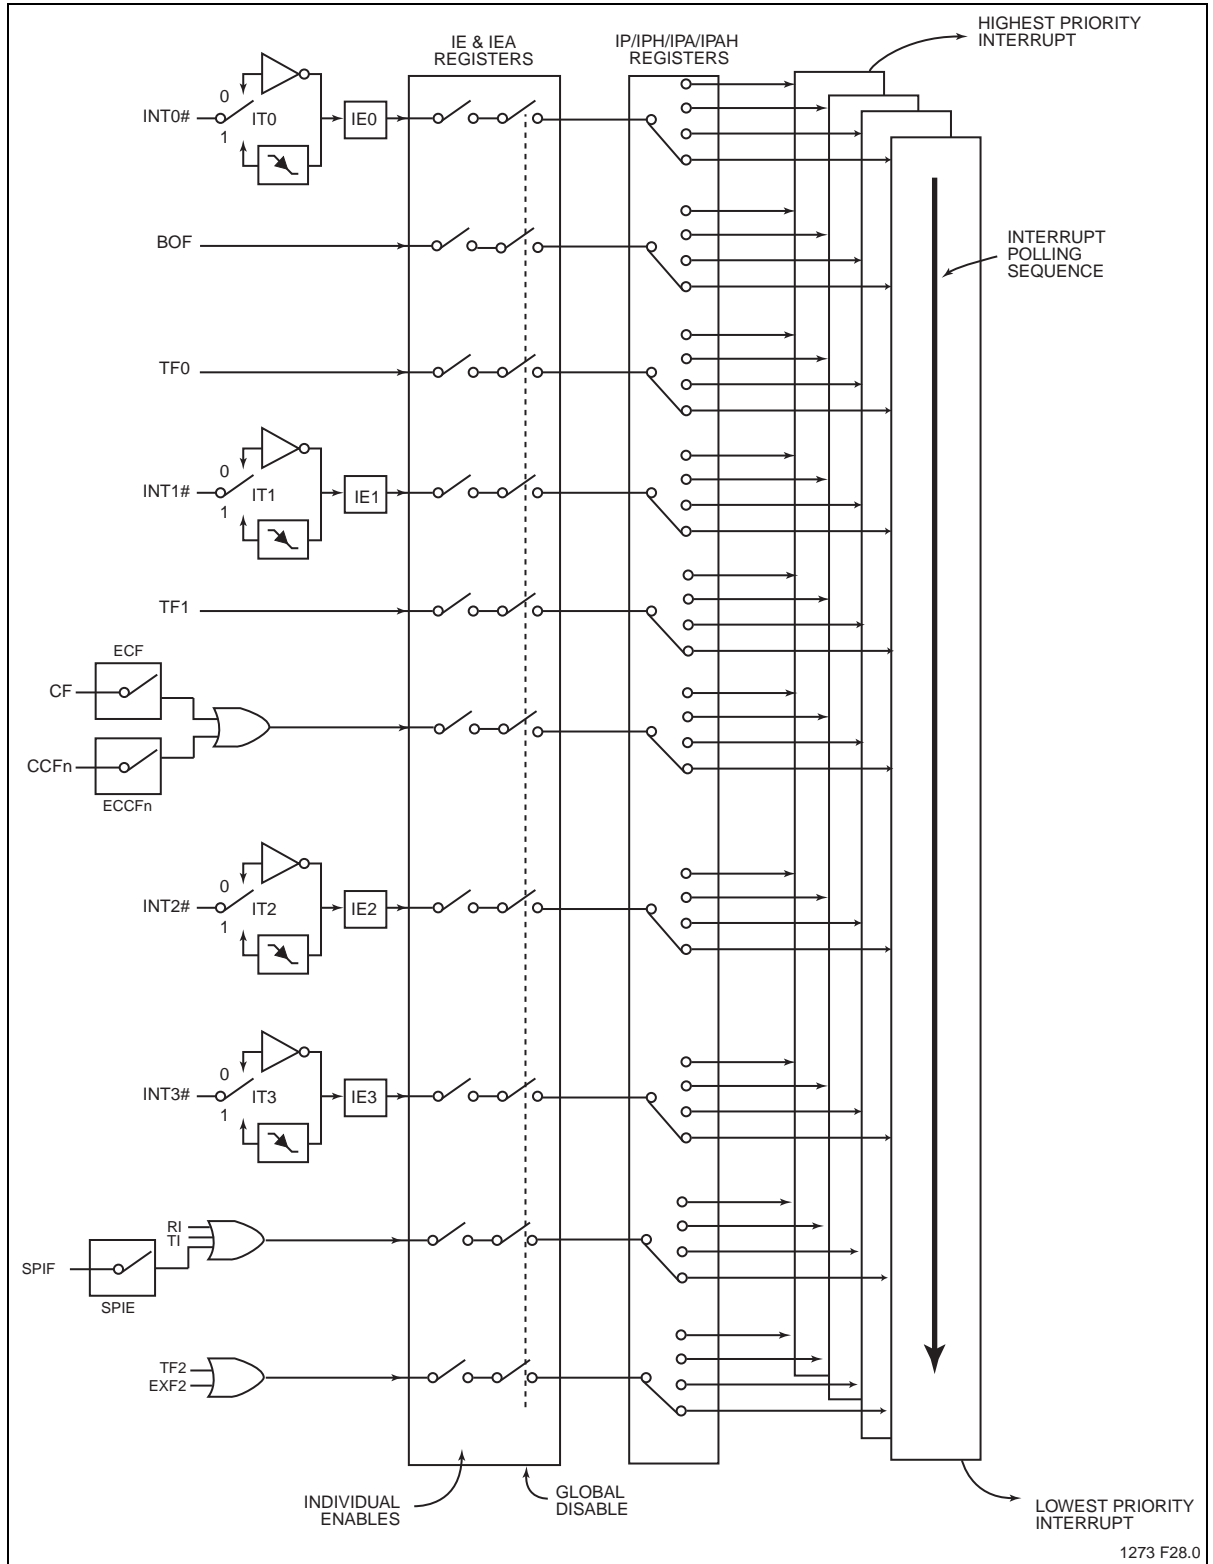 HIGHEST PRIORITY
INTERRUPT
IE & IEA
REGISTERS
IP/IPH/IPA/IPAH
REGISTERS
0
INT0#
IT0
IE0
1
BOF
INTERRUPT
POLLING
SEQUENCE
TF0
0
INT1#
IT1
IE1
1
TF1
ECF
CF
CCFn
ECCFn
0
INT2#
IT2
IE2
1
0
INT3#
IT3
IE3
1
RI
TI
SPIF
SPIE
TF2
EXF2
INDIVIDUAL
ENABLES
GLOBAL
DISABLE
LOWEST PRIORITY
INTERRUPT
1273 F28.0